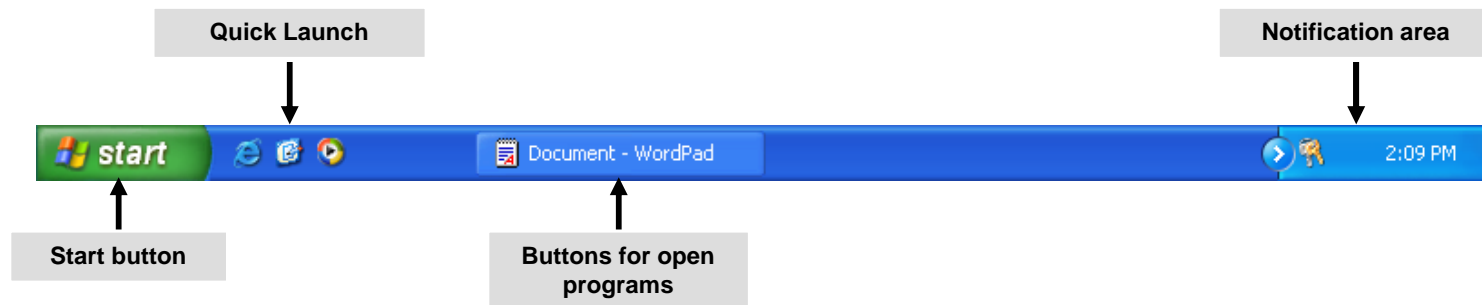 Quick Launch
Notification area
start
Document - WordPad
2:09 PM
Start button
Buttons for open
programs